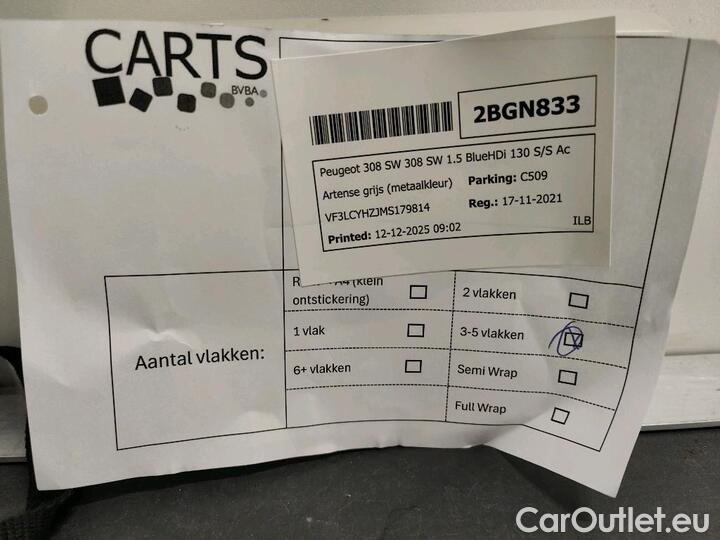 CARTS
BVBA
2BGN833
Peugeot 308 SW 308 SW 1.5 BlueHDi 130 S/S Ac
Artense grijs (metaalkleur) Parking: C509
VF3LCYHZJMS179814 Reg.: 17-11-2021
Printed: 12-12-2025 09:02
ILB
A4 (klein
ontstickering)
2 vlakken
Aantal vlakken:
1 vlak
3-5 vlakken
6+ vlakken
Semi Wrap
Full Wrap
CarOutlet.eu